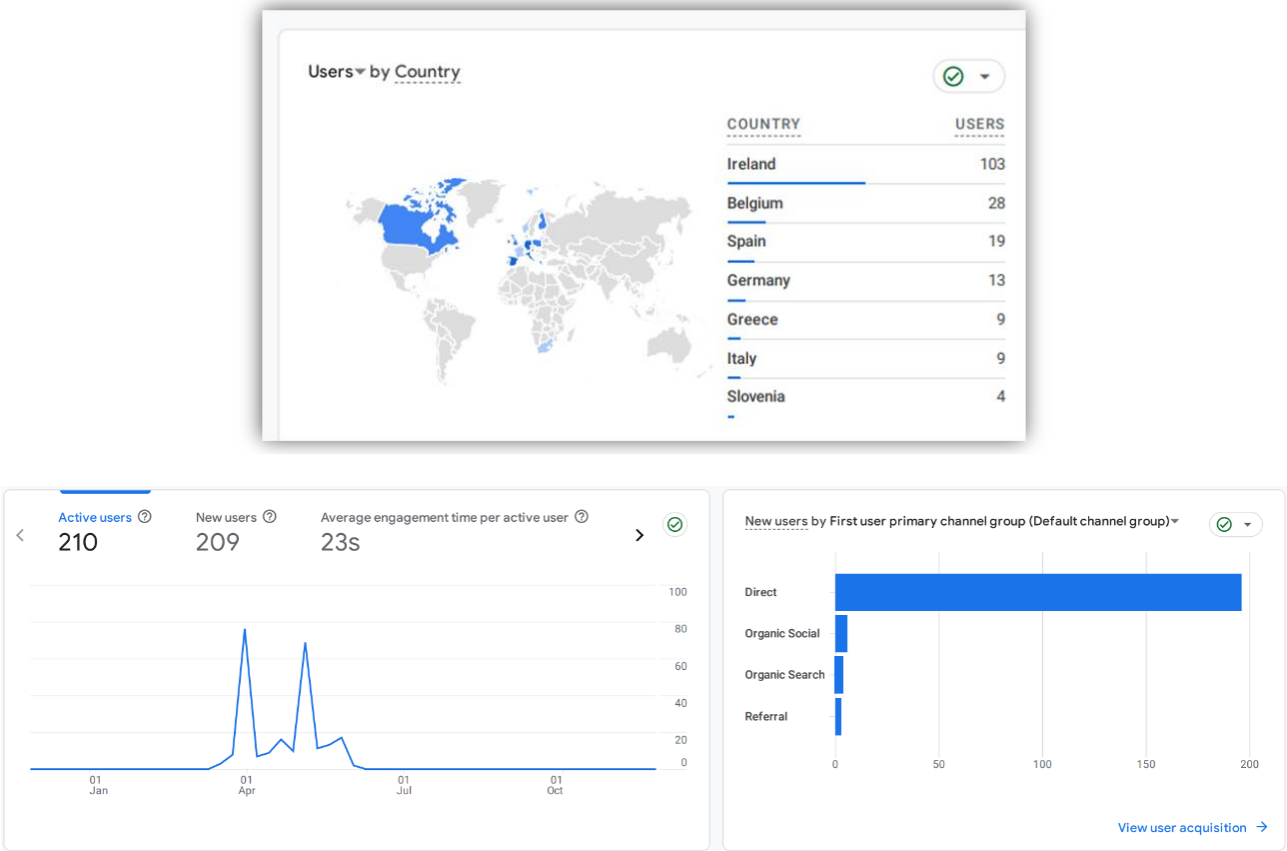 Users by Country
COUNTRY USERS
Ireland 103
Belgium 28
Spain 19
Germany 13
Greece 9
Italy 9
Slovenia 4
Active users
210
New users
209
Average engagement time per active user
23s
100
80
60
40
20
0
01 Jan
01 Apr
01 Jul
01 Oct
New users by First user primary channel group (Default channel group)
Direct
Organic Social
Organic Search
Referral
0 50 100 150 200
View user acquisition